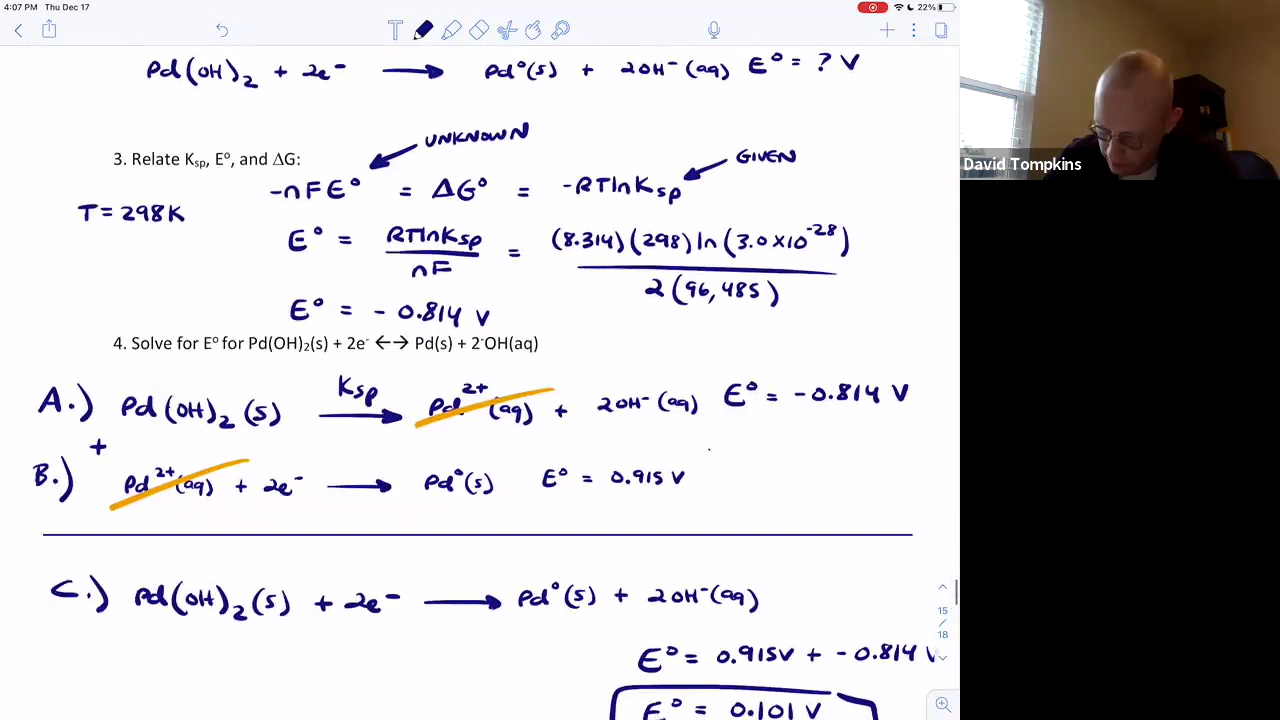 4:07 PM Thu Dec 17
22%
Pd(OH)₂ + 2e⁻ → Pd°(s) + 2OH⁻(aq) E° = ? V
UNKNOWN
3. Relate Kₛₚ, E°, and ΔG:
GIVEN
-nFE° = ΔG° = -RTlnKsp
T = 298K
E° = RTlnKsp / nF = (8.314)(298)ln(3.0×10⁻²⁸) / 2(96,485)
E° = -0.814 V
4. Solve for E° for Pd(OH)₂(s) + 2e⁻ ←→ Pd(s) + 2⁻OH(aq)
A.) Pd(OH)₂(s) Ksp → Pd²⁺(aq) + 2OH⁻(aq) E° = -0.814 V
+
B.) Pd²⁺(aq) + 2e⁻ → Pd°(s) E° = 0.915 V
C.) Pd(OH)₂(s) + 2e⁻ → Pd°(s) + 2OH⁻(aq)
E° = 0.915V + -0.814 V
E° = 0.101 V
15
/
18
David Tompkins